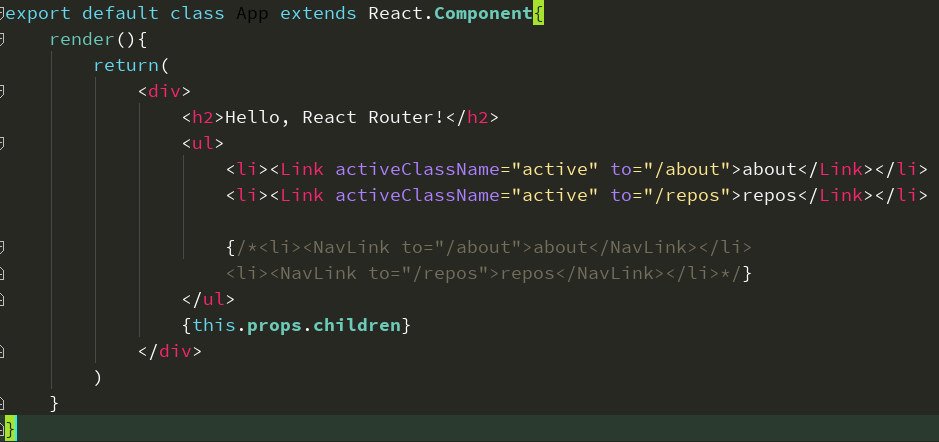 export default class App extends React.Component{
    render(){
        return(
            <div>
                <h2>Hello, React Router!</h2>
                <ul>
                    <li><Link activeClassName="active" to="/about">about</Link></li>
                    <li><Link activeClassName="active" to="/repos">repos</Link></li>

                    {/*<li><NavLink to="/about">about</NavLink></li>
                    <li><NavLink to="/repos">repos</NavLink></li>*/}
                </ul>
                {this.props.children}
            </div>
        )
    }
}